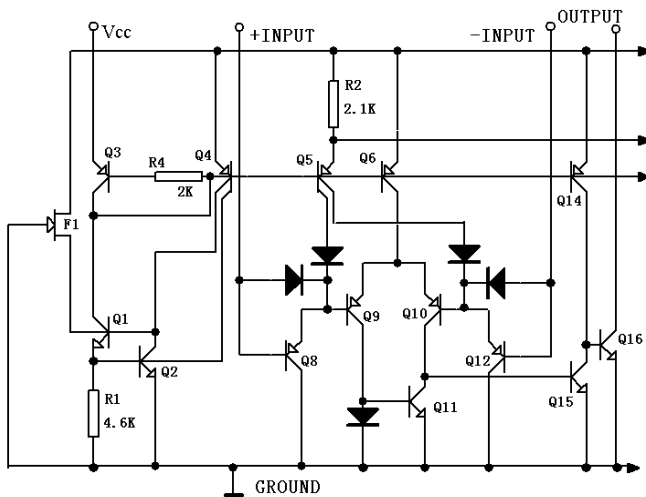 OUTPUT
Vcc
+INPUT
-INPUT
R2
2.1K
Q3
R4
2K
Q4
Q5
Q6
Q14
F1
Q1
Q2
Q8
Q9
Q10
Q12
Q16
R1
4.6K
Q11
Q15
GROUND